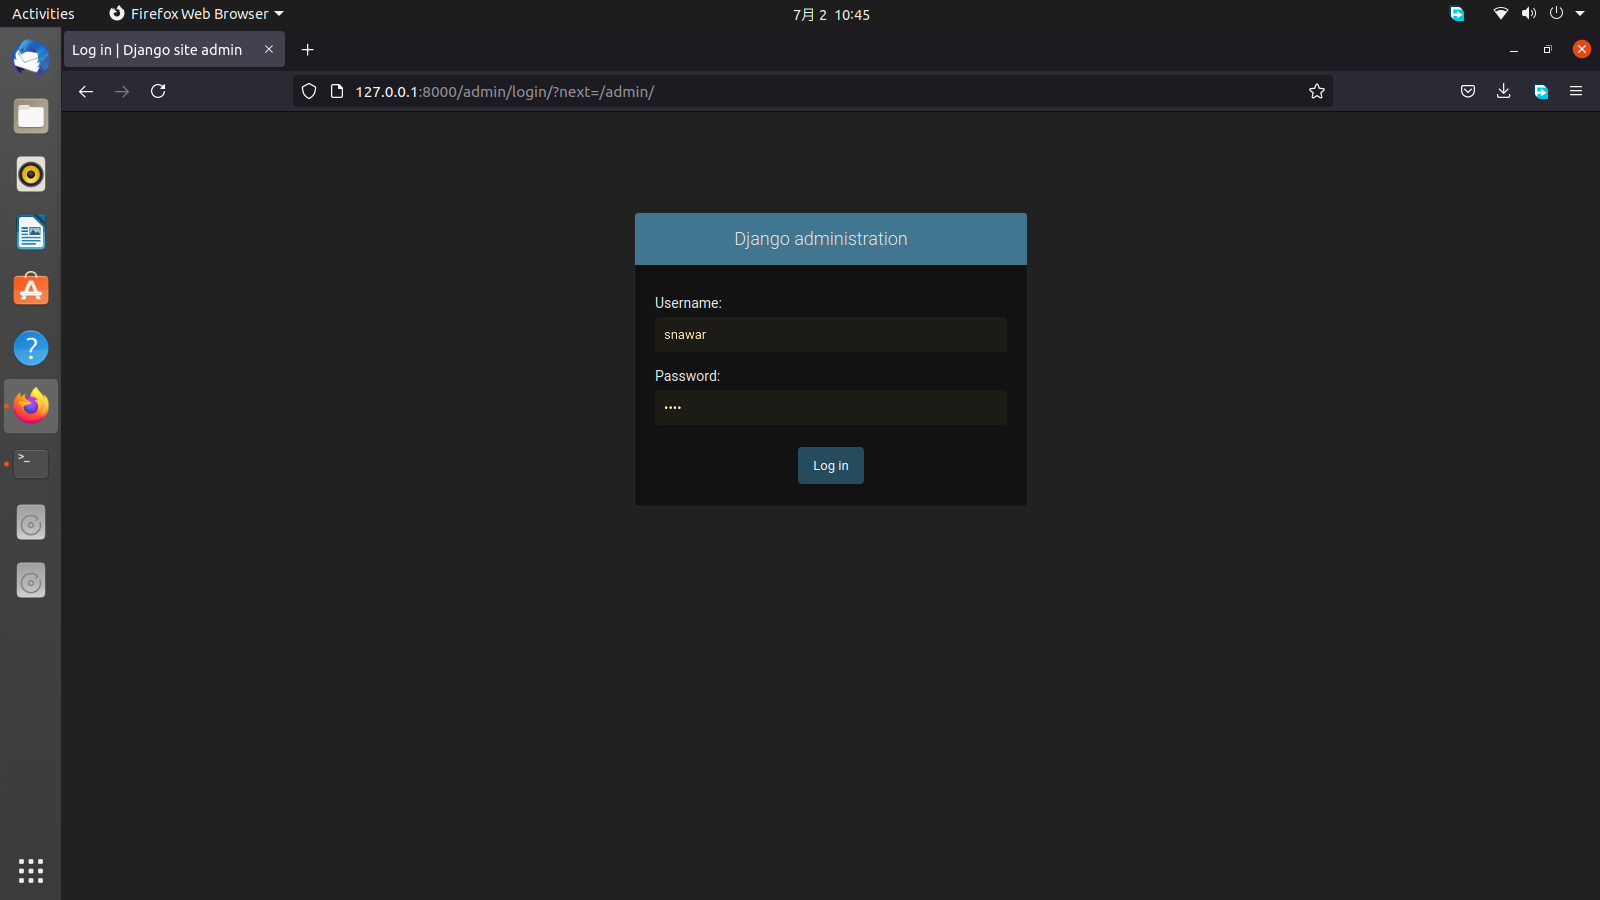 Activities Firefox Web Browser 7月 2 10:45
Log in | Django site admin
127.0.0.1:8000/admin/login/?next=/admin/
Django administration
Username:
snawar
Password:
••••
Log in